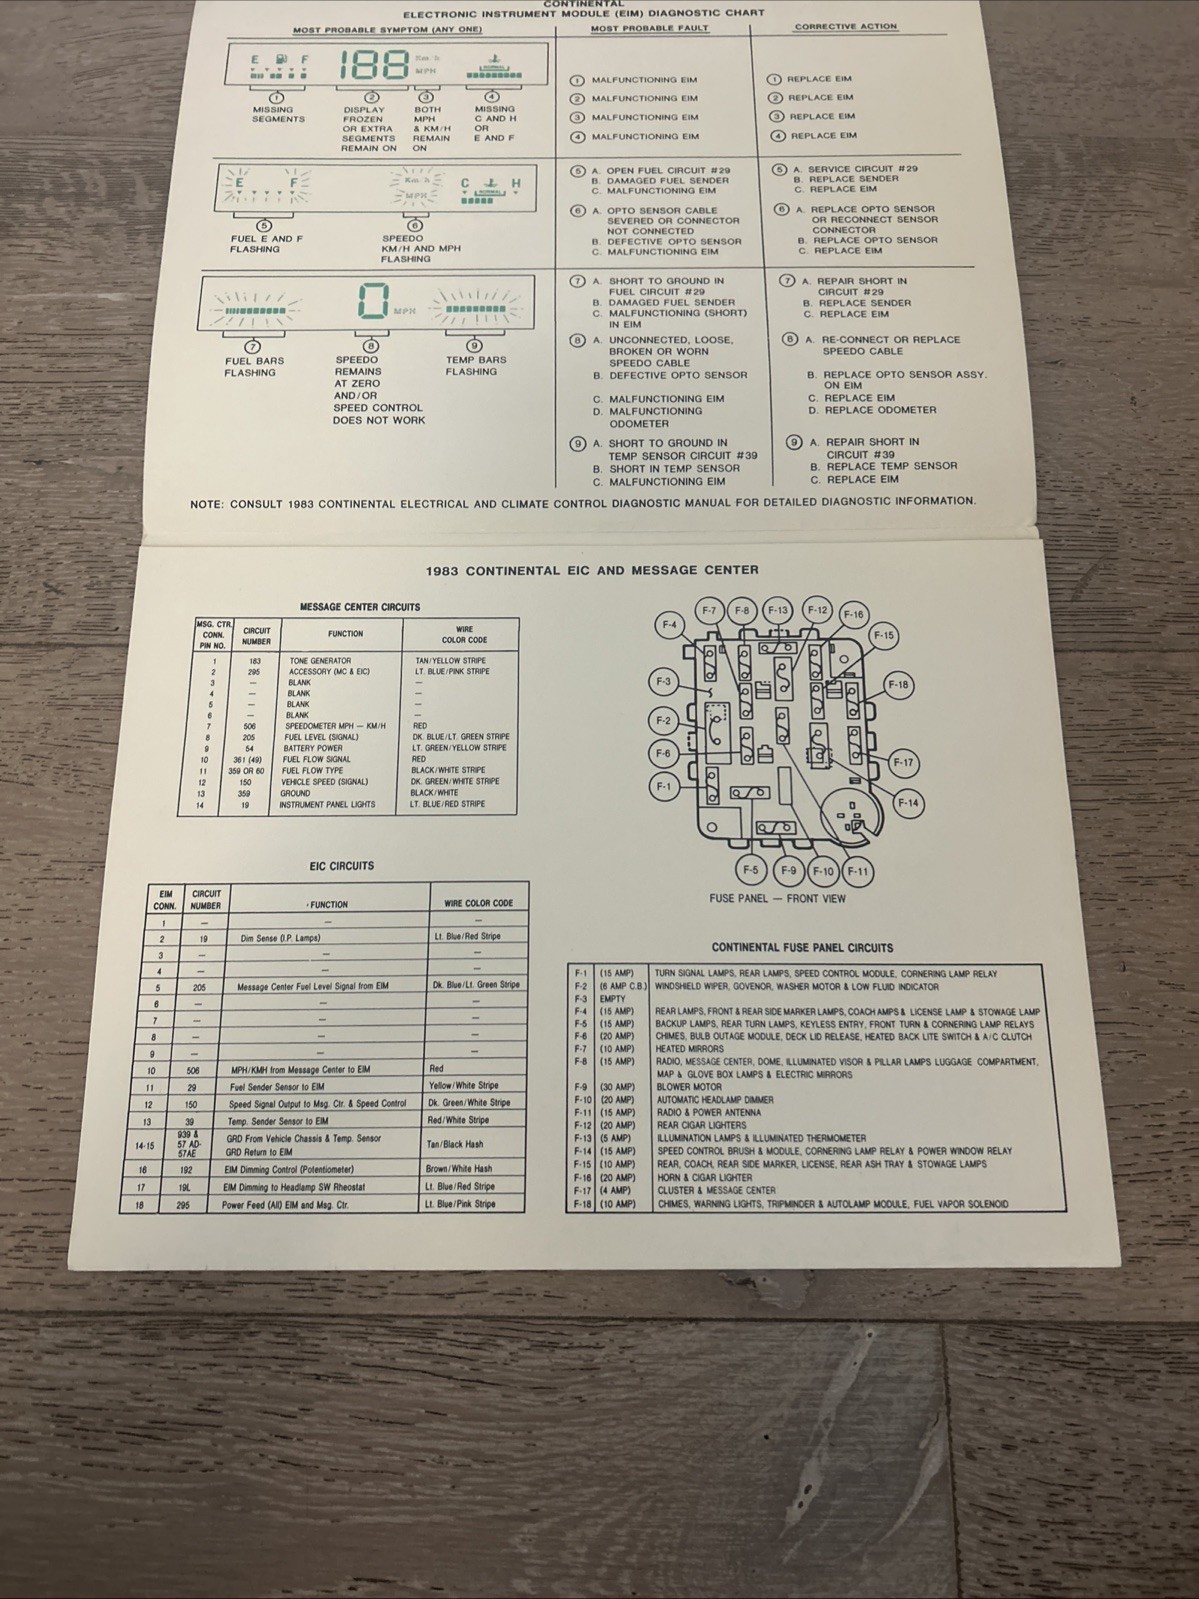 CONTINENTAL
ELECTRONIC INSTRUMENT MODULE (EIM) DIAGNOSTIC CHART
MOST PROBABLE SYMPTOM (ANY ONE) MOST PROBABLE FAULT CORRECTIVE ACTION
E F 188 Km/h MPH NORMAL
1 2 3 4
MISSING SEGMENTS
DISPLAY FROZEN OR EXTRA SEGMENTS REMAIN ON
BOTH MPH & KM/H REMAIN ON
MISSING C AND H OR E AND F
1 MALFUNCTIONING EIM 1 REPLACE EIM
2 MALFUNCTIONING EIM 2 REPLACE EIM
3 MALFUNCTIONING EIM 3 REPLACE EIM
4 MALFUNCTIONING EIM 4 REPLACE EIM
E F Km/h MPH C H NORMAL
5 6
FUEL E AND F FLASHING
SPEEDO KM/H AND MPH FLASHING
5 A. OPEN FUEL CIRCUIT #29
B. DAMAGED FUEL SENDER
C. MALFUNCTIONING EIM
5 A. SERVICE CIRCUIT #29
B. REPLACE SENDER
C. REPLACE EIM
6 A. OPTO SENSOR CABLE
SEVERED OR CONNECTOR
NOT CONNECTED
B. DEFECTIVE OPTO SENSOR
C. MALFUNCTIONING EIM
6 A. REPLACE OPTO SENSOR
OR RECONNECT SENSOR
CONNECTOR
B. REPLACE OPTO SENSOR
C. REPLACE EIM
0 MPH
7 8 9
FUEL BARS FLASHING
SPEEDO REMAINS AT ZERO AND/OR SPEED CONTROL DOES NOT WORK
TEMP BARS FLASHING
7 A. SHORT TO GROUND IN
FUEL CIRCUIT #29
B. DAMAGED FUEL SENDER
C. MALFUNCTIONING (SHORT)
IN EIM
7 A. REPAIR SHORT IN
CIRCUIT #29
B. REPLACE SENDER
C. REPLACE EIM
8 A. UNCONNECTED, LOOSE,
BROKEN OR WORN
SPEEDO CABLE
B. DEFECTIVE OPTO SENSOR
C. MALFUNCTIONING EIM
D. MALFUNCTIONING
ODOMETER
8 A. RE-CONNECT OR REPLACE
SPEEDO CABLE
B. REPLACE OPTO SENSOR ASSY.
ON EIM
C. REPLACE EIM
D. REPLACE ODOMETER
9 A. SHORT TO GROUND IN
TEMP SENSOR CIRCUIT #39
B. SHORT IN TEMP SENSOR
C. MALFUNCTIONING EIM
9 A. REPAIR SHORT IN
CIRCUIT #39
B. REPLACE TEMP SENSOR
C. REPLACE EIM
NOTE: CONSULT 1983 CONTINENTAL ELECTRICAL AND CLIMATE CONTROL DIAGNOSTIC MANUAL FOR DETAILED DIAGNOSTIC INFORMATION.
1983 CONTINENTAL EIC AND MESSAGE CENTER
MESSAGE CENTER CIRCUITS
MSG. CTR. CONN. PIN NO. CIRCUIT NUMBER FUNCTION WIRE COLOR CODE
1 183 TONE GENERATOR TAN/YELLOW STRIPE
2 295 ACCESSORY (MC & EIC) LT. BLUE/PINK STRIPE
3 — BLANK —
4 — BLANK —
5 — BLANK —
6 — BLANK —
7 506 SPEEDOMETER MPH — KM/H RED
8 205 FUEL LEVEL (SIGNAL) DK. BLUE/LT. GREEN STRIPE
9 54 BATTERY POWER LT. GREEN/YELLOW STRIPE
10 361 (49) FUEL FLOW SIGNAL RED
11 359 OR 60 FUEL FLOW TYPE BLACK/WHITE STRIPE
12 150 VEHICLE SPEED (SIGNAL) DK. GREEN/WHITE STRIPE
13 359 GROUND BLACK/WHITE
14 19 INSTRUMENT PANEL LIGHTS LT. BLUE/RED STRIPE
EIC CIRCUITS
EIM CONN. CIRCUIT NUMBER FUNCTION WIRE COLOR CODE
1 — — —
2 19 Dim Sense (I.P. Lamps) Lt. Blue/Red Stripe
3 — — —
4 — — —
5 205 Message Center Fuel Level Signal from EIM Dk. Blue/Lt. Green Stripe
6 — — —
7 — — —
8 — — —
9 — — —
10 506 MPH/KMH from Message Center to EIM Red
11 29 Fuel Sender Sensor to EIM Yellow/White Stripe
12 150 Speed Signal Output to Msg. Ctr. & Speed Control Dk. Green/White Stripe
13 39 Temp. Sender Sensor to EIM Red/White Stripe
14-15 939 & 57 AD-57AE GRD From Vehicle Chassis & Temp. Sensor GRD Return to EIM Tan/Black Hash
16 192 EIM Dimming Control (Potentiometer) Brown/White Hash
17 19L EIM Dimming to Headlamp SW Rheostat Lt. Blue/Red Stripe
18 295 Power Feed (All) EIM and Msg. Ctr. Lt. Blue/Pink Stripe
F-7 F-8 F-13 F-12 F-16
F-4 F-15
F-3 F-18
F-2
F-6 F-17
F-1 F-14
F-5 F-9 F-10 F-11
FUSE PANEL — FRONT VIEW
CONTINENTAL FUSE PANEL CIRCUITS
F-1 (15 AMP) TURN SIGNAL LAMPS, REAR LAMPS, SPEED CONTROL MODULE, CORNERING LAMP RELAY
F-2 (6 AMP C.B.) WINDSHIELD WIPER, GOVENOR, WASHER MOTOR & LOW FLUID INDICATOR
F-3 EMPTY
F-4 (15 AMP) REAR LAMPS, FRONT & REAR SIDE MARKER LAMPS, COACH AMPS & LICENSE LAMP & STOWAGE LAMP
F-5 (15 AMP) BACKUP LAMPS, REAR TURN LAMPS, KEYLESS ENTRY, FRONT TURN & CORNERING LAMP RELAYS
F-6 (20 AMP) CHIMES, BULB OUTAGE MODULE, DECK LID RELEASE, HEATED BACK LITE SWITCH & A/C CLUTCH
F-7 (10 AMP) HEATED MIRRORS
F-8 (15 AMP) RADIO, MESSAGE CENTER, DOME, ILLUMINATED VISOR & PILLAR LAMPS LUGGAGE COMPARTMENT,
MAP & GLOVE BOX LAMPS & ELECTRIC MIRRORS
F-9 (30 AMP) BLOWER MOTOR
F-10 (20 AMP) AUTOMATIC HEADLAMP DIMMER
F-11 (15 AMP) RADIO & POWER ANTENNA
F-12 (20 AMP) REAR CIGAR LIGHTERS
F-13 (5 AMP) ILLUMINATION LAMPS & ILLUMINATED THERMOMETER
F-14 (15 AMP) SPEED CONTROL BRUSH & MODULE, CORNERING LAMP RELAY & POWER WINDOW RELAY
F-15 (10 AMP) REAR, COACH, REAR SIDE MARKER, LICENSE, REAR ASH TRAY & STOWAGE LAMPS
F-16 (20 AMP) HORN & CIGAR LIGHTER
F-17 (4 AMP) CLUSTER & MESSAGE CENTER
F-18 (10 AMP) CHIMES, WARNING LIGHTS, TRIPMINDER & AUTOLAMP MODULE, FUEL VAPOR SOLENOID